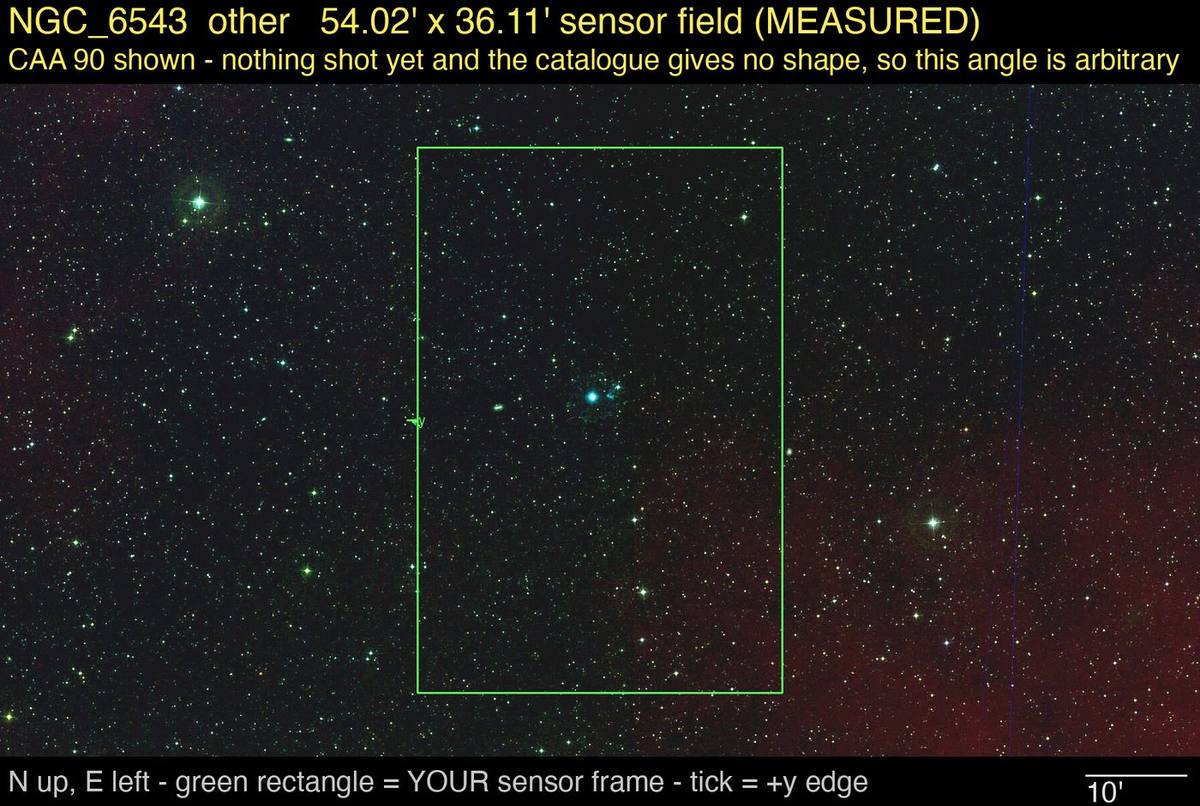 NGC_6543 other 54.02' x 36.11' sensor field (MEASURED)
CAA 90 shown - nothing shot yet and the catalogue gives no shape, so this angle is arbitrary
+y
N up, E left - green rectangle = YOUR sensor frame - tick = +y edge
10'